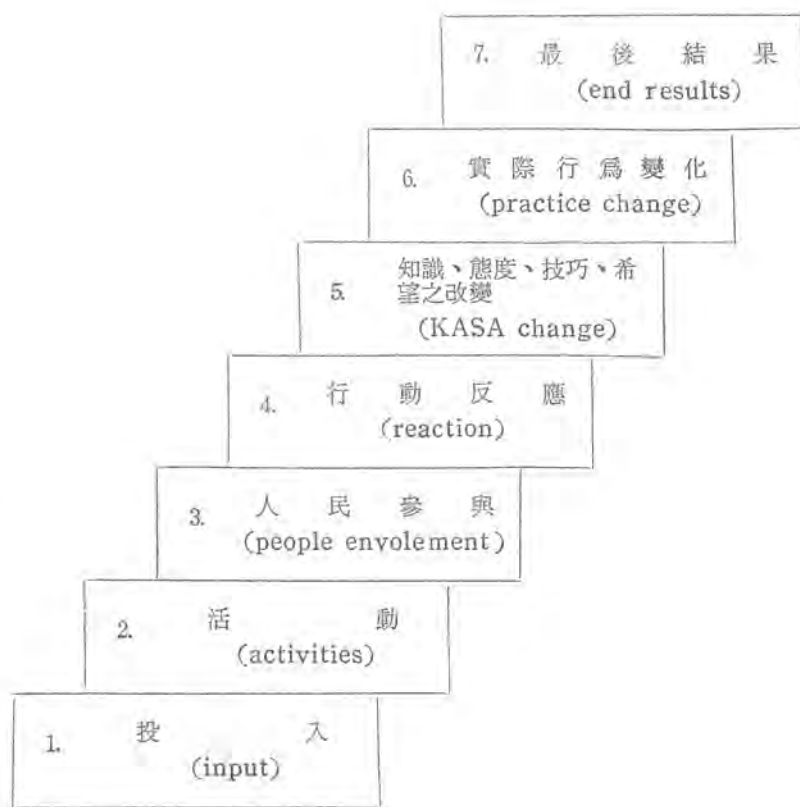 7. 最後結果
(end results)
6. 實際行爲變化
(practice change)
5. 知識、態度、技巧、希
望之改變
(KASA change)
4. 行動反應
(reaction)
3. 人民參與
(people envolement)
2. 活動
(activities)
1. 投入
(input)